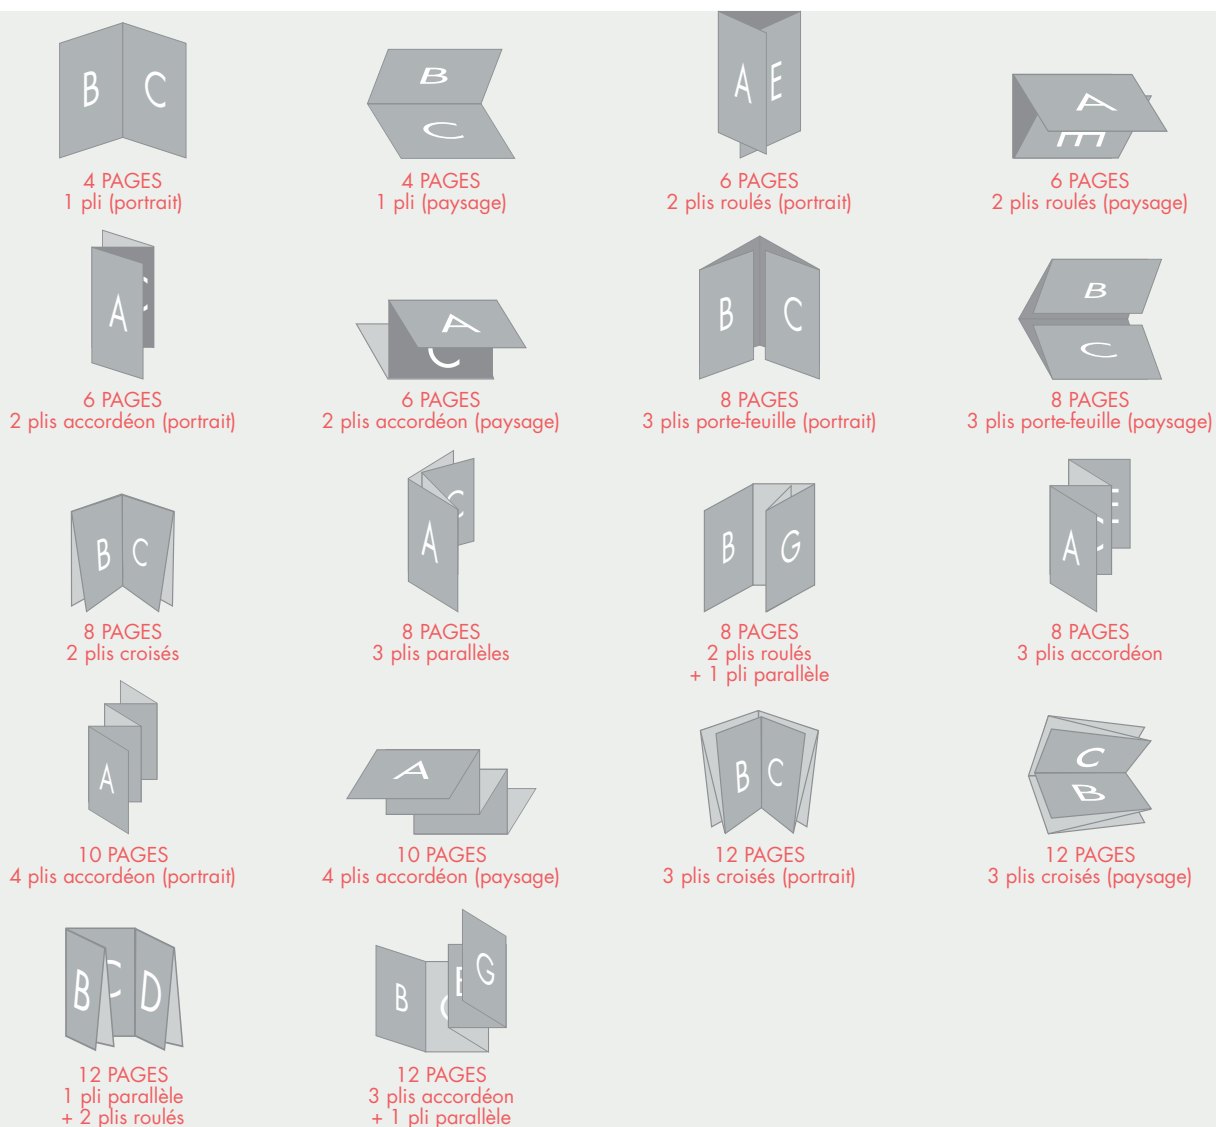 B C
B
C
A E
A
E
4 PAGES
1 pli (portrait)
4 PAGES
1 pli (paysage)
6 PAGES
2 plis roulés (portrait)
6 PAGES
2 plis roulés (paysage)
A C
A
C
B C
B
C
6 PAGES
2 plis accordéon (portrait)
6 PAGES
2 plis accordéon (paysage)
8 PAGES
3 plis porte-feuille (portrait)
8 PAGES
3 plis porte-feuille (paysage)
B C
A C
B G
A C E
8 PAGES
2 plis croisés
8 PAGES
3 plis parallèles
8 PAGES
2 plis roulés
+ 1 pli parallèle
8 PAGES
3 plis accordéon
A
A
B C
C
B
10 PAGES
4 plis accordéon (portrait)
10 PAGES
4 plis accordéon (paysage)
12 PAGES
3 plis croisés (portrait)
12 PAGES
3 plis croisés (paysage)
B C D
B C E G
12 PAGES
1 pli parallèle
+ 2 plis roulés
12 PAGES
3 plis accordéon
+ 1 pli parallèle